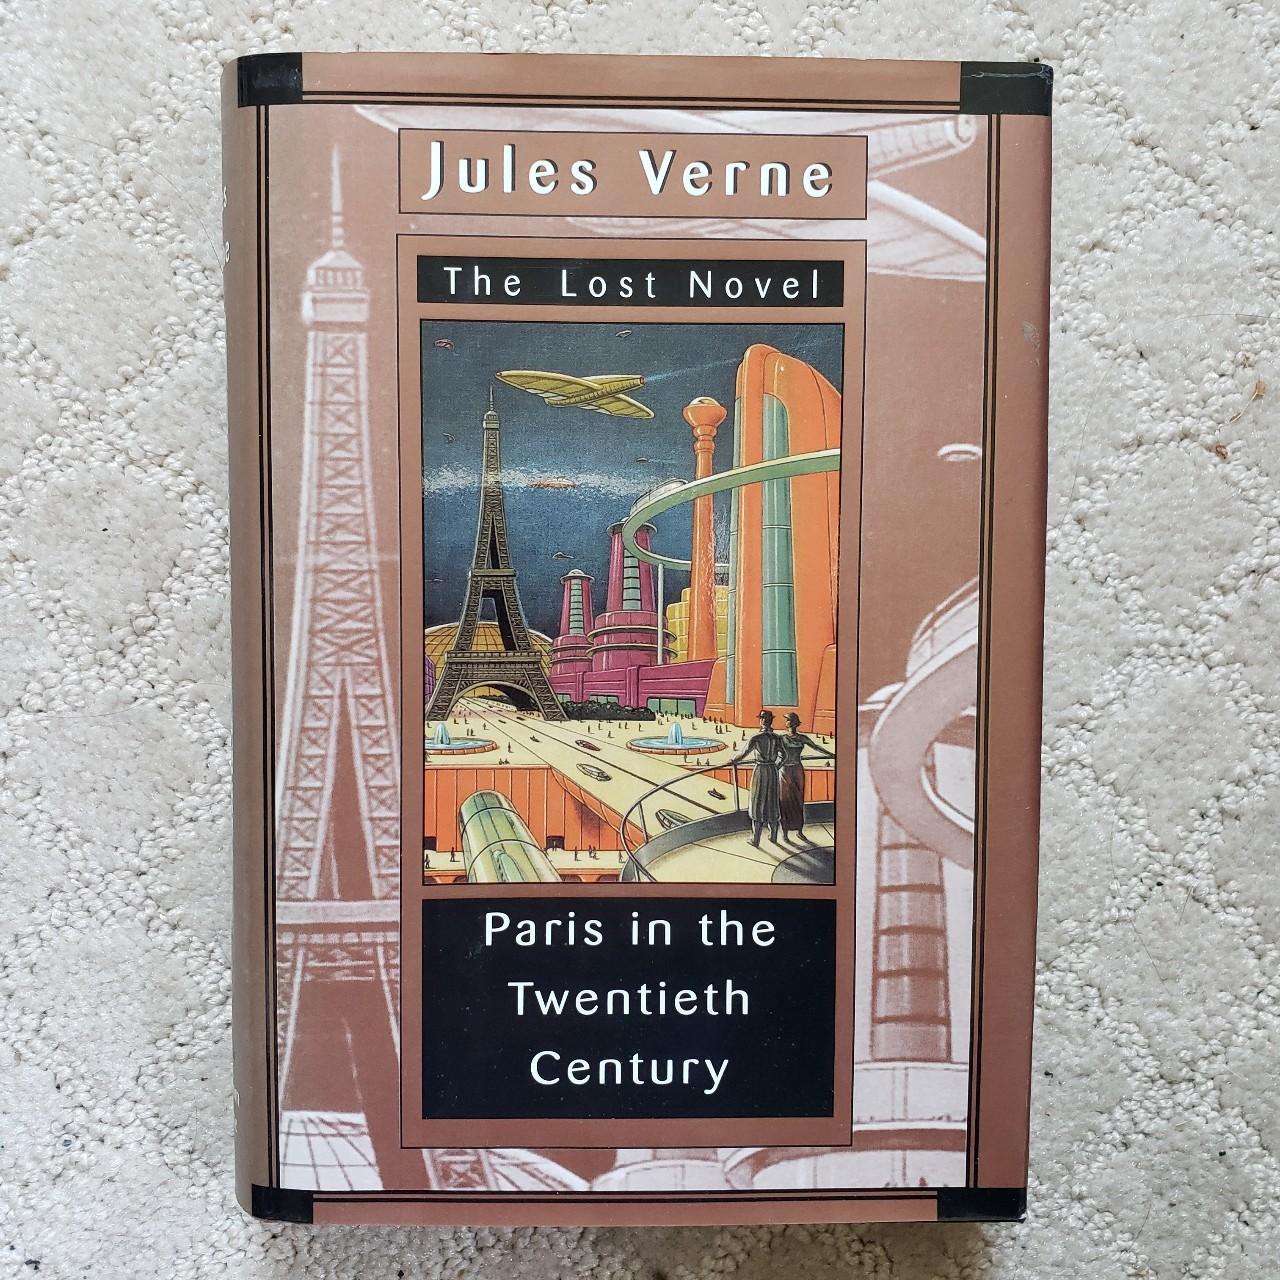 Jules Verne
The Lost Novel
Paris in the
Twentieth
Century